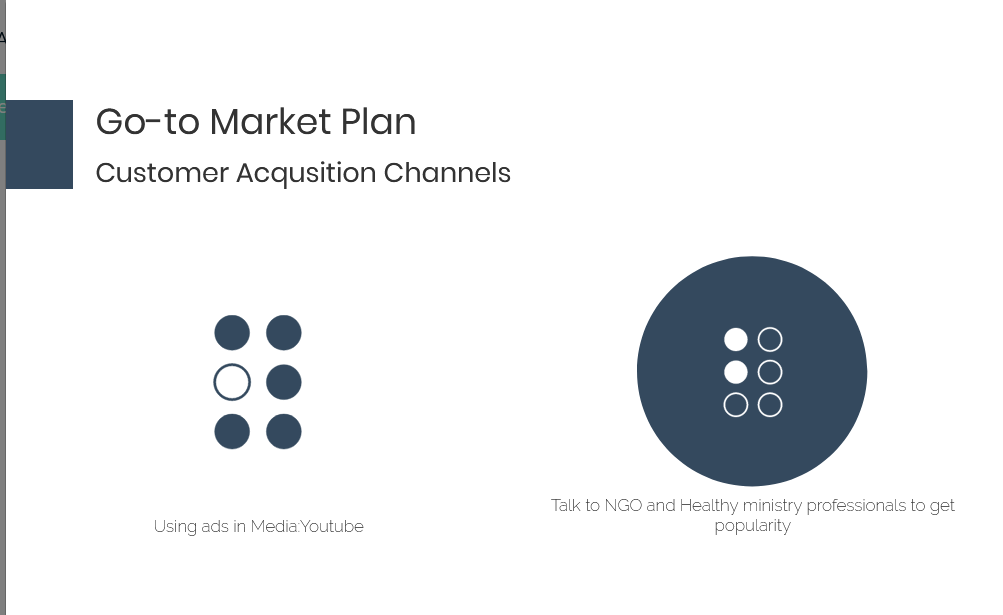 Go-to Market Plan
Customer Acqusition Channels
⠽
⠃
Using ads in Media:Youtube
Talk to NGO and Healthy ministry professionals to get
popularity